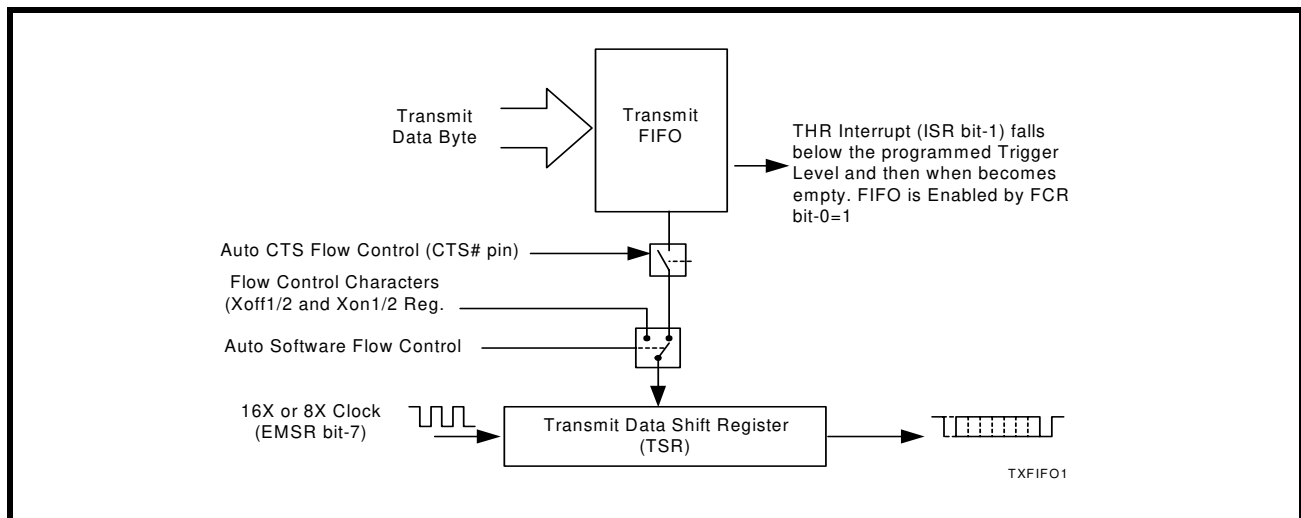 Transmit
Data Byte
Transmit
FIFO
THR Interrupt (ISR bit-1) falls
below the programmed Trigger
Level and then when becomes
empty. FIFO is Enabled by FCR
bit-0=1
Auto CTS Flow Control (CTS# pin)
Flow Control Characters
(Xoff1/2 and Xon1/2 Reg.
Auto Software Flow Control
16X or 8X Clock
(EMSR bit-7)
Transmit Data Shift Register
(TSR)
TXFIFO1